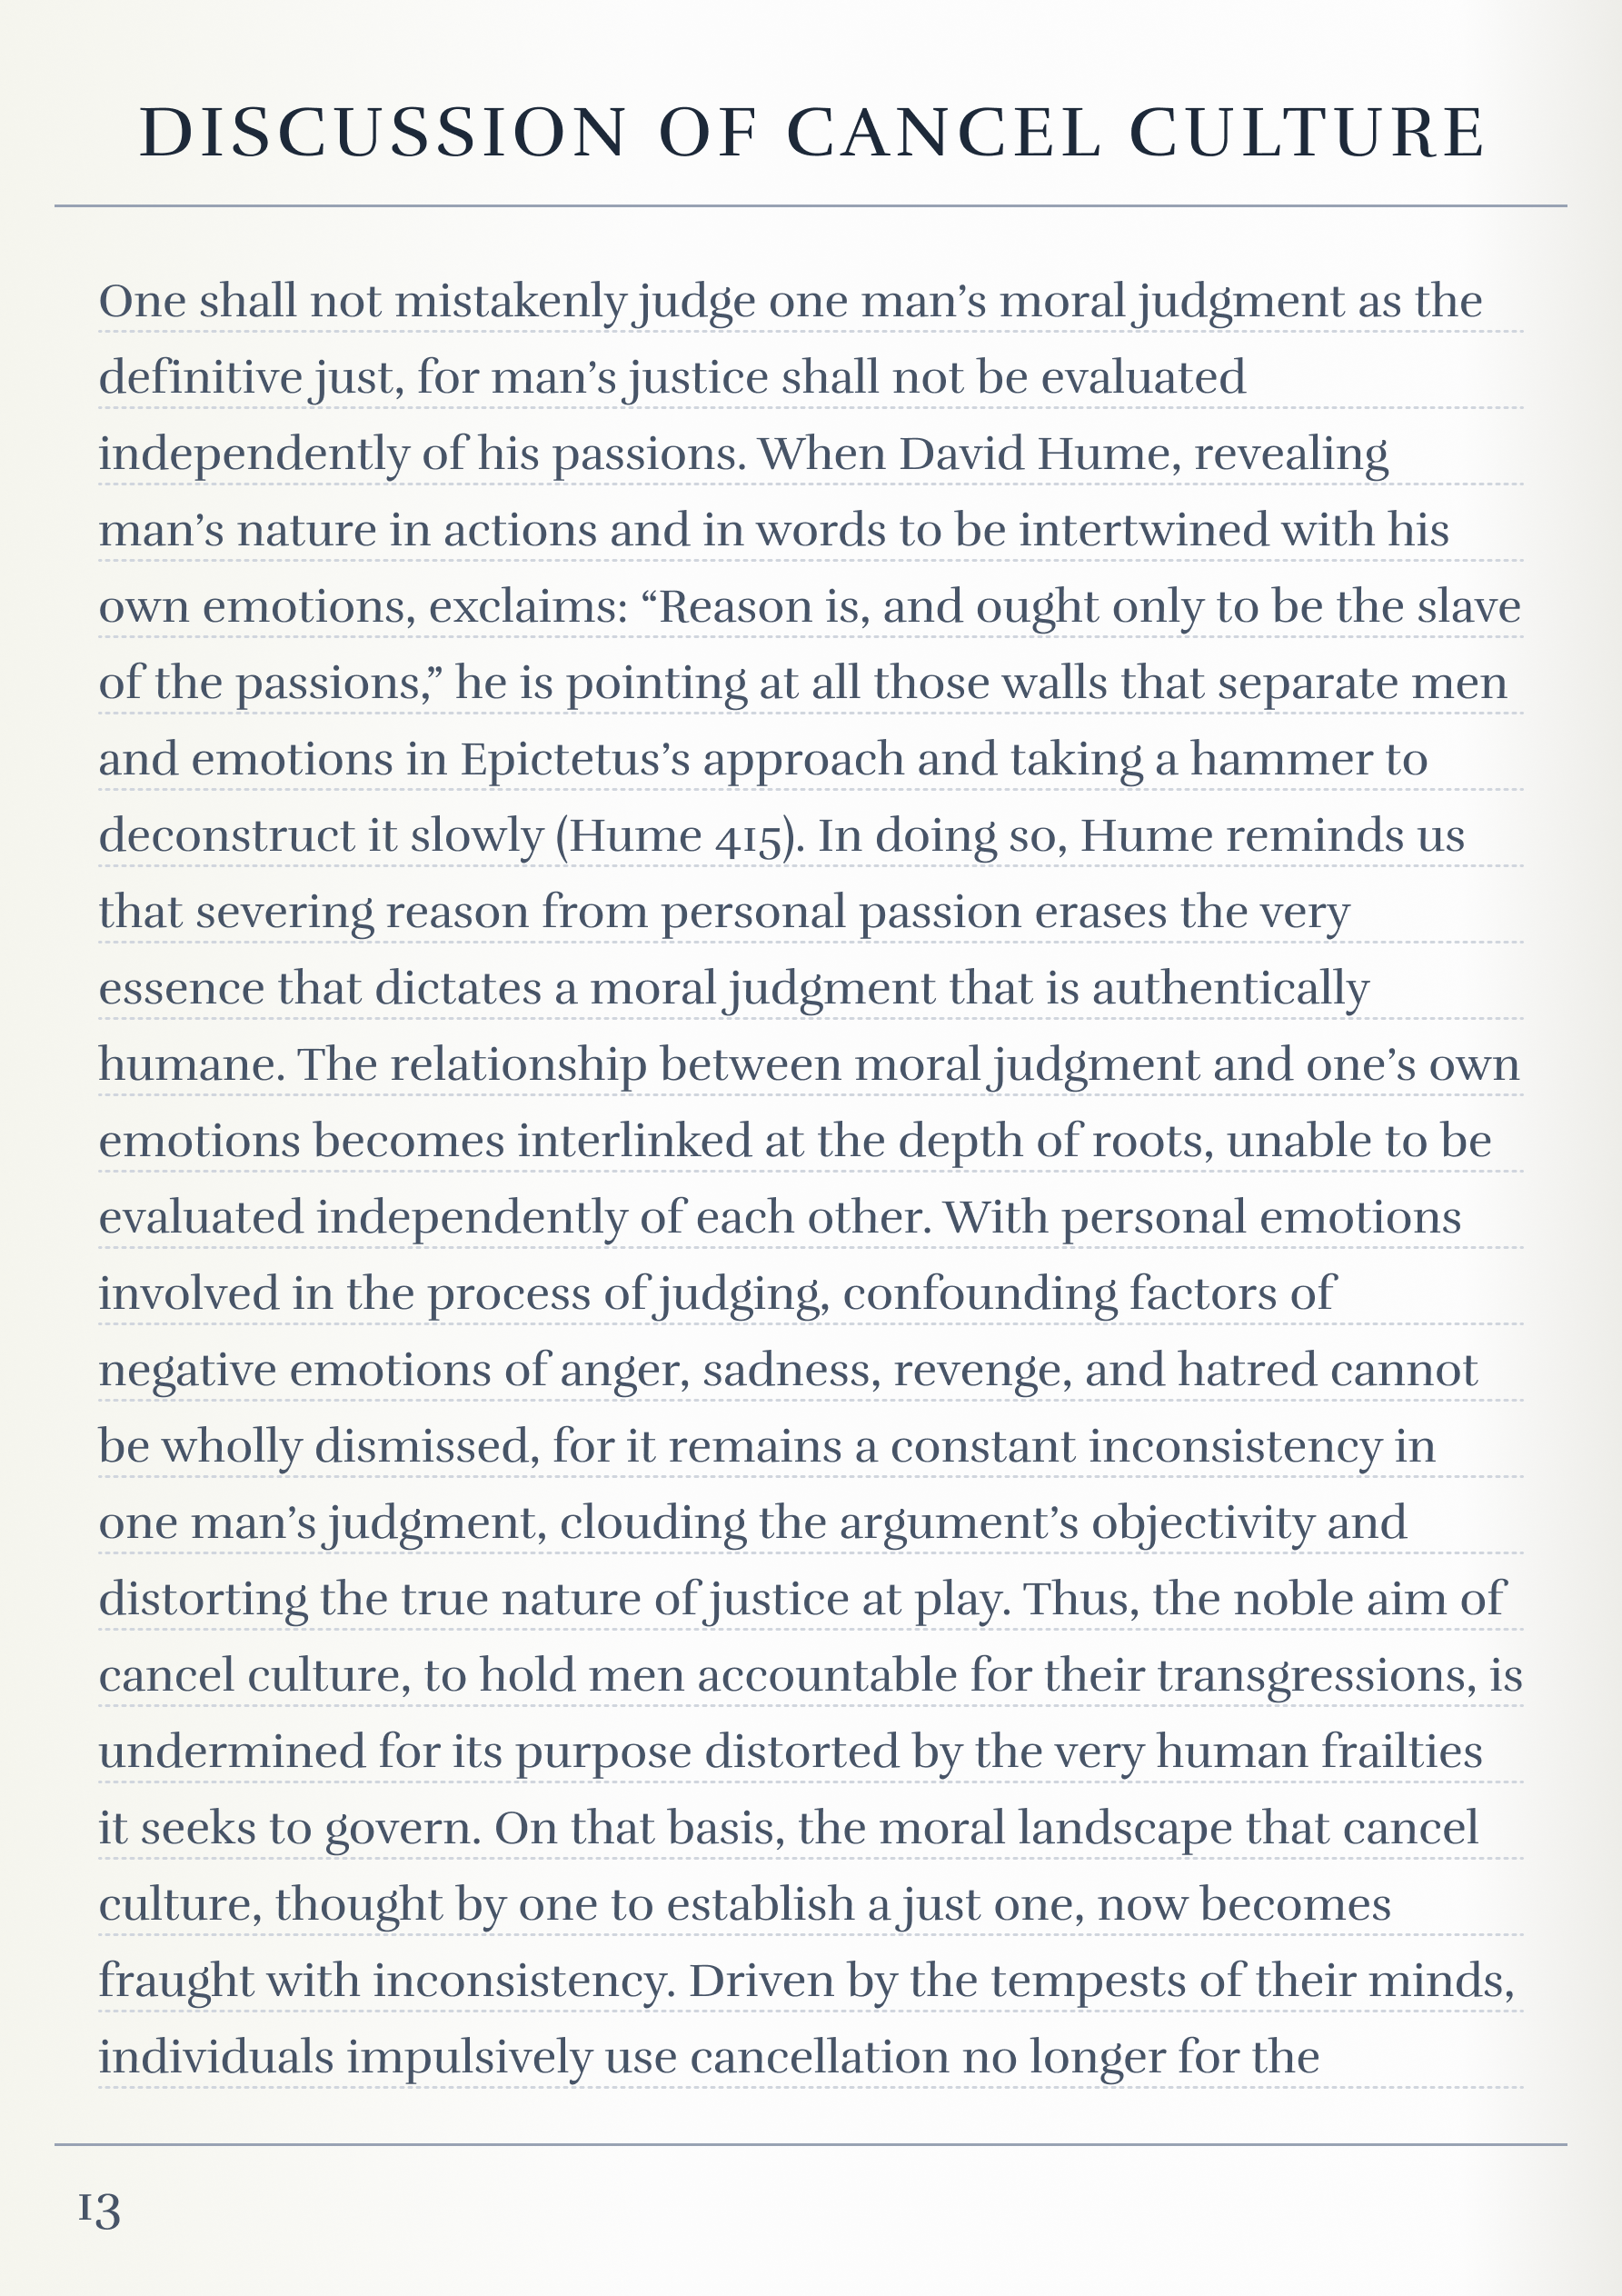 DISCUSSION OF CANCEL CULTURE
One shall not mistakenly judge one man’s moral judgment as the
definitive just, for man’s justice shall not be evaluated
independently of his passions. When David Hume, revealing
man’s nature in actions and in words to be intertwined with his
own emotions, exclaims: “Reason is, and ought only to be the slave
of the passions,” he is pointing at all those walls that separate men
and emotions in Epictetus’s approach and taking a hammer to
deconstruct it slowly (Hume 415). In doing so, Hume reminds us
that severing reason from personal passion erases the very
essence that dictates a moral judgment that is authentically
humane. The relationship between moral judgment and one’s own
emotions becomes interlinked at the depth of roots, unable to be
evaluated independently of each other. With personal emotions
involved in the process of judging, confounding factors of
negative emotions of anger, sadness, revenge, and hatred cannot
be wholly dismissed, for it remains a constant inconsistency in
one man’s judgment, clouding the argument’s objectivity and
distorting the true nature of justice at play. Thus, the noble aim of
cancel culture, to hold men accountable for their transgressions, is
undermined for its purpose distorted by the very human frailties
it seeks to govern. On that basis, the moral landscape that cancel
culture, thought by one to establish a just one, now becomes
fraught with inconsistency. Driven by the tempests of their minds,
individuals impulsively use cancellation no longer for the
13